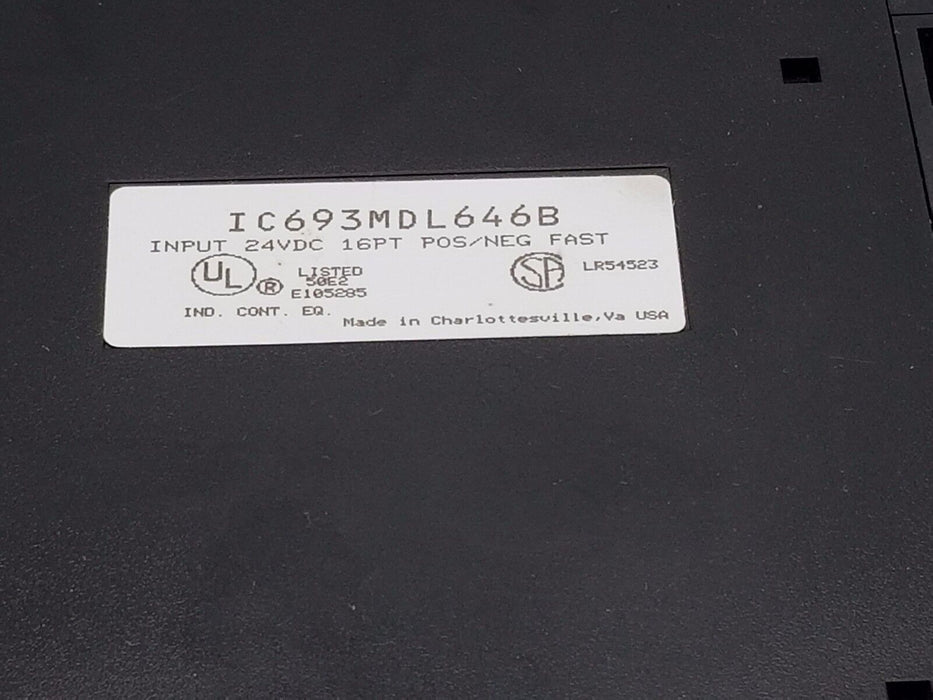 IC693MDL646B
INPUT 24VDC 16PT POS/NEG FAST
UL ® LISTED
50E2
E105285
SA LR54523
IND. CONT. EQ.
Made in Charlottesville,Va USA